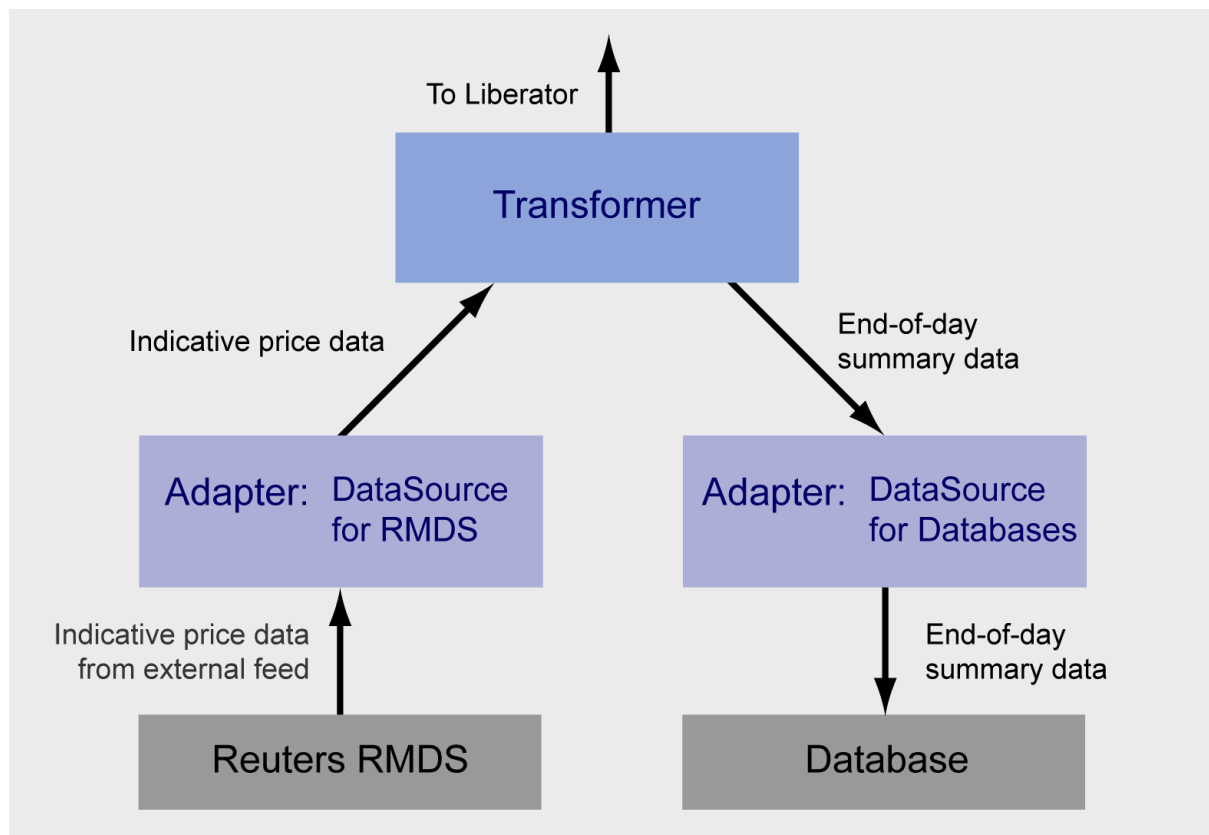 To Liberator
Transformer
Indicative price data
End-of-day
summary data
Adapter: DataSource
for RMDS
Adapter: DataSource
for Databases
Indicative price data
from external feed
End-of-day
summary data
Reuters RMDS
Database